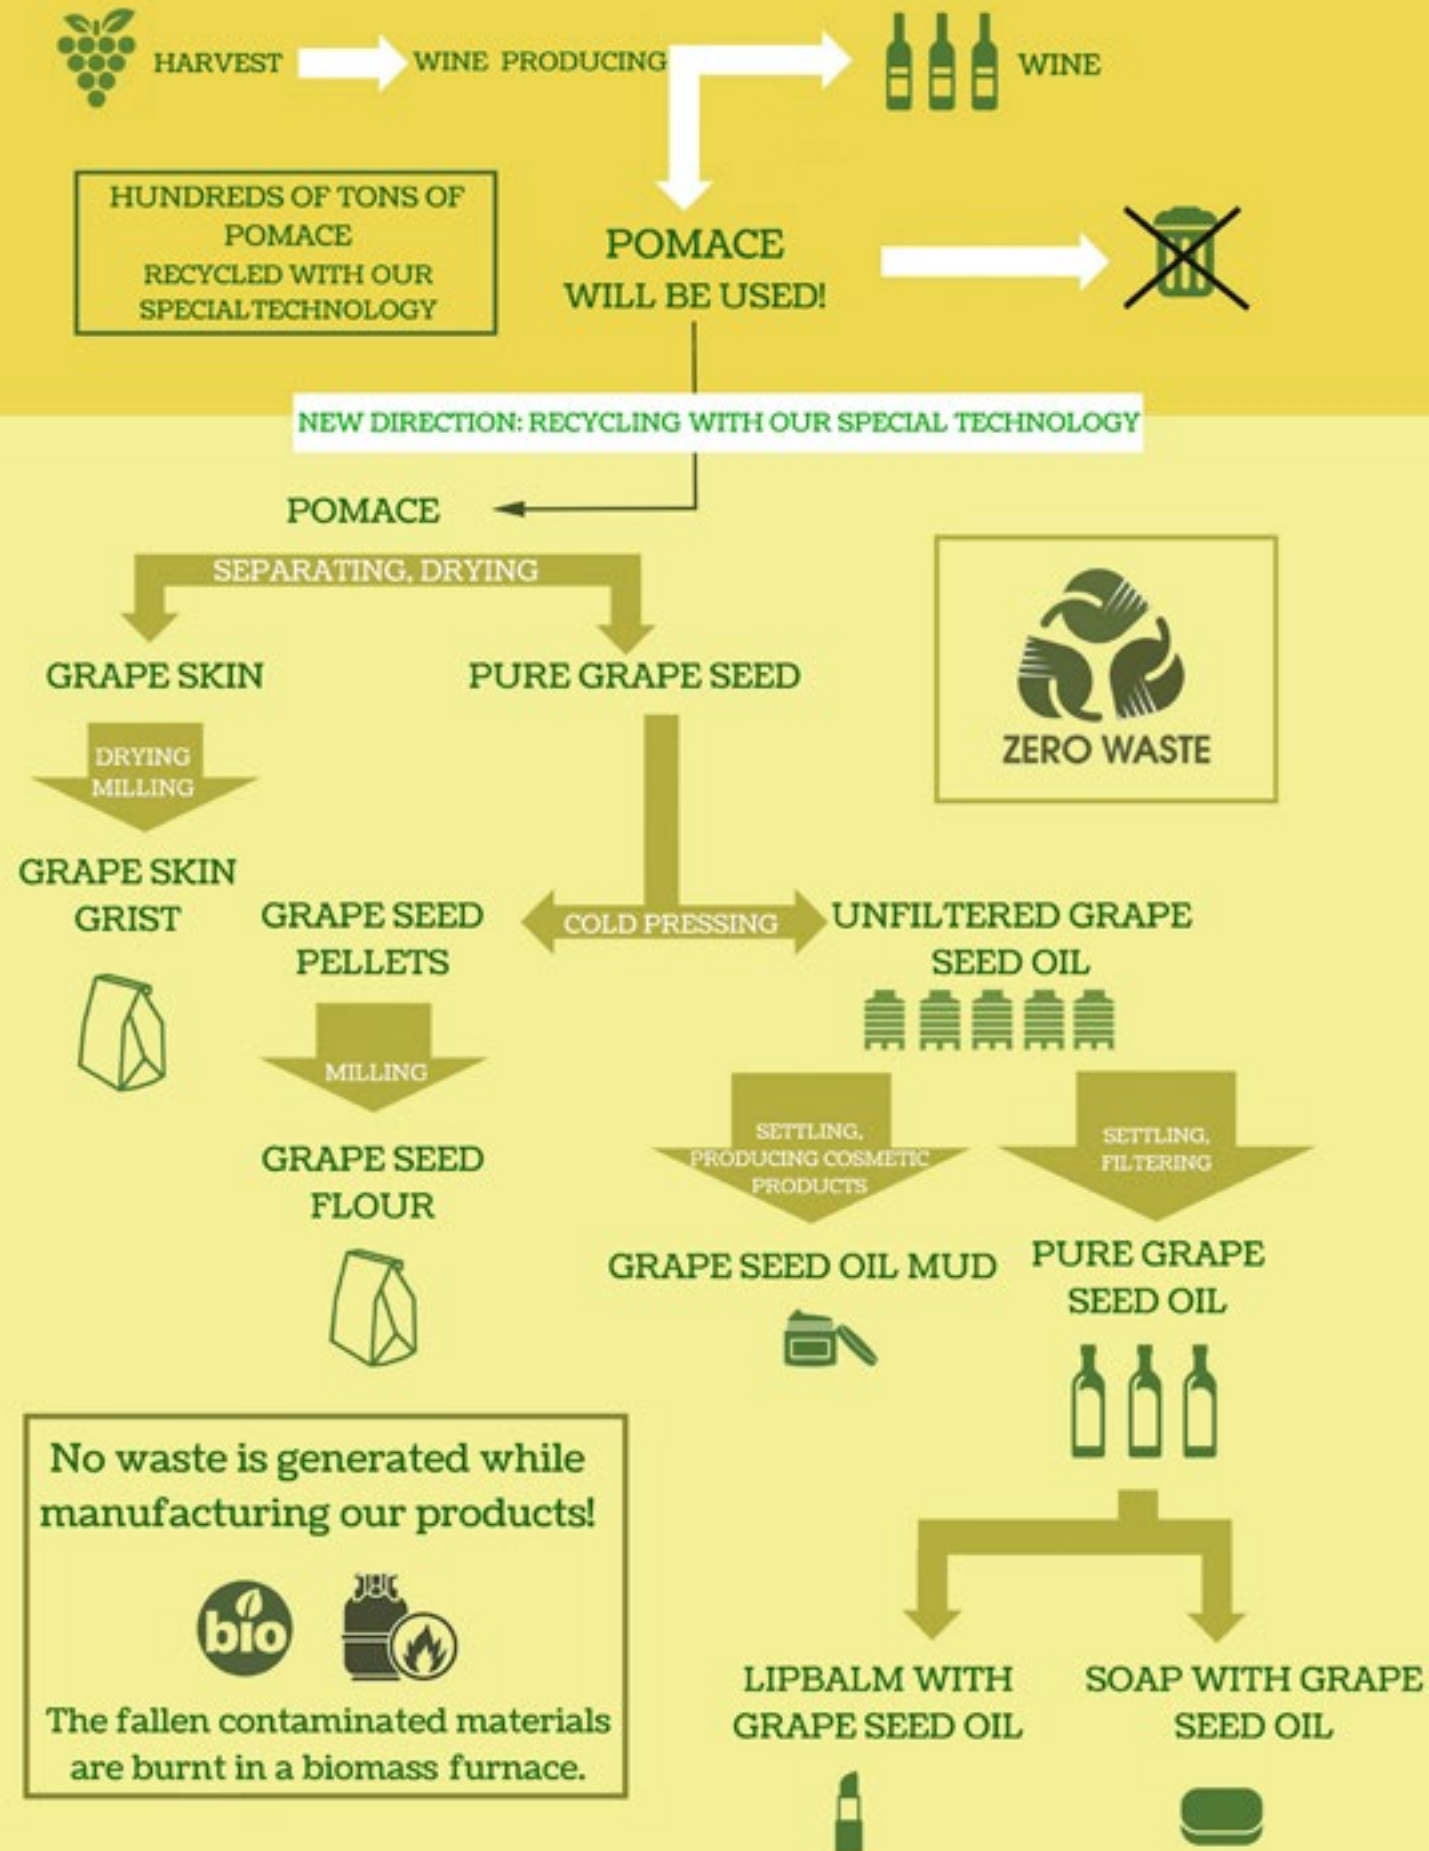 HARVEST
WINE PRODUCING
WINE
HUNDREDS OF TONS OF
POMACE
RECYCLED WITH OUR
SPECIALTECHNOLOGY
POMACE
WILL BE USED!
NEW DIRECTION: RECYCLING WITH OUR SPECIAL TECHNOLOGY
POMACE
SEPARATING, DRYING
GRAPE SKIN
PURE GRAPE SEED
ZERO WASTE
DRYING
MILLING
GRAPE SKIN
GRIST
GRAPE SEED
PELLETS
COLD PRESSING
UNFILTERED GRAPE
SEED OIL
MILLING
SETTLING,
PRODUCING COSMETIC
PRODUCTS
SETTLING,
FILTERING
GRAPE SEED
FLOUR
GRAPE SEED OIL MUD
PURE GRAPE
SEED OIL
No waste is generated while
manufacturing our products!
bio
The fallen contaminated materials
are burnt in a biomass furnace.
LIPBALM WITH
GRAPE SEED OIL
SOAP WITH GRAPE
SEED OIL